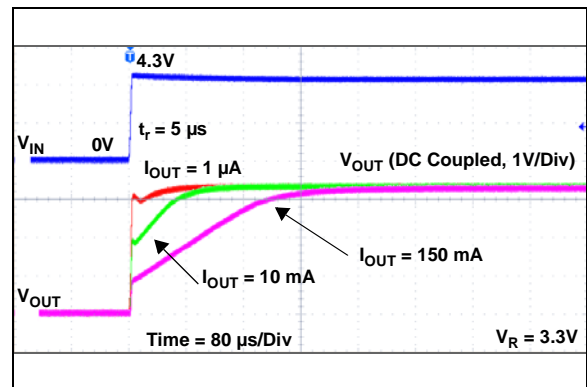 T
4.3V
t_r = 5 µs
V_IN
0V
I_OUT = 1 µA
V_OUT (DC Coupled, 1V/Div)
I_OUT = 150 mA
I_OUT = 10 mA
V_OUT
Time = 80 µs/Div
V_R = 3.3V